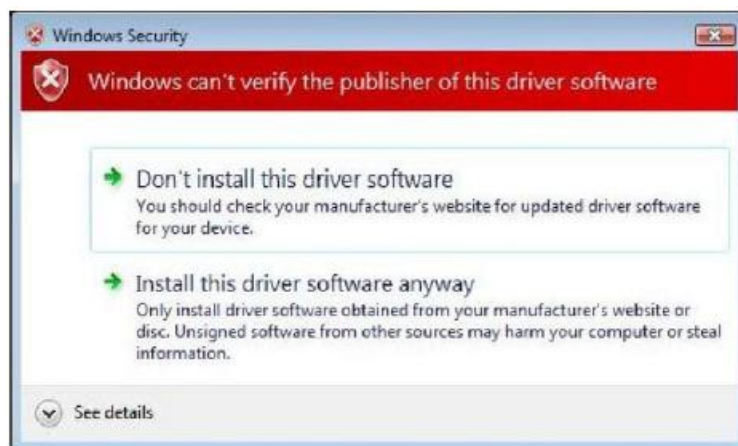 Windows Security
Windows can't verify the publisher of this driver software
Don't install this driver software
You should check your manufacturer's website for updated driver software
for your device.
Install this driver software anyway
Only install driver software obtained from your manufacturer's website or
disc. Unsigned software from other sources may harm your computer or steal
information.
See details